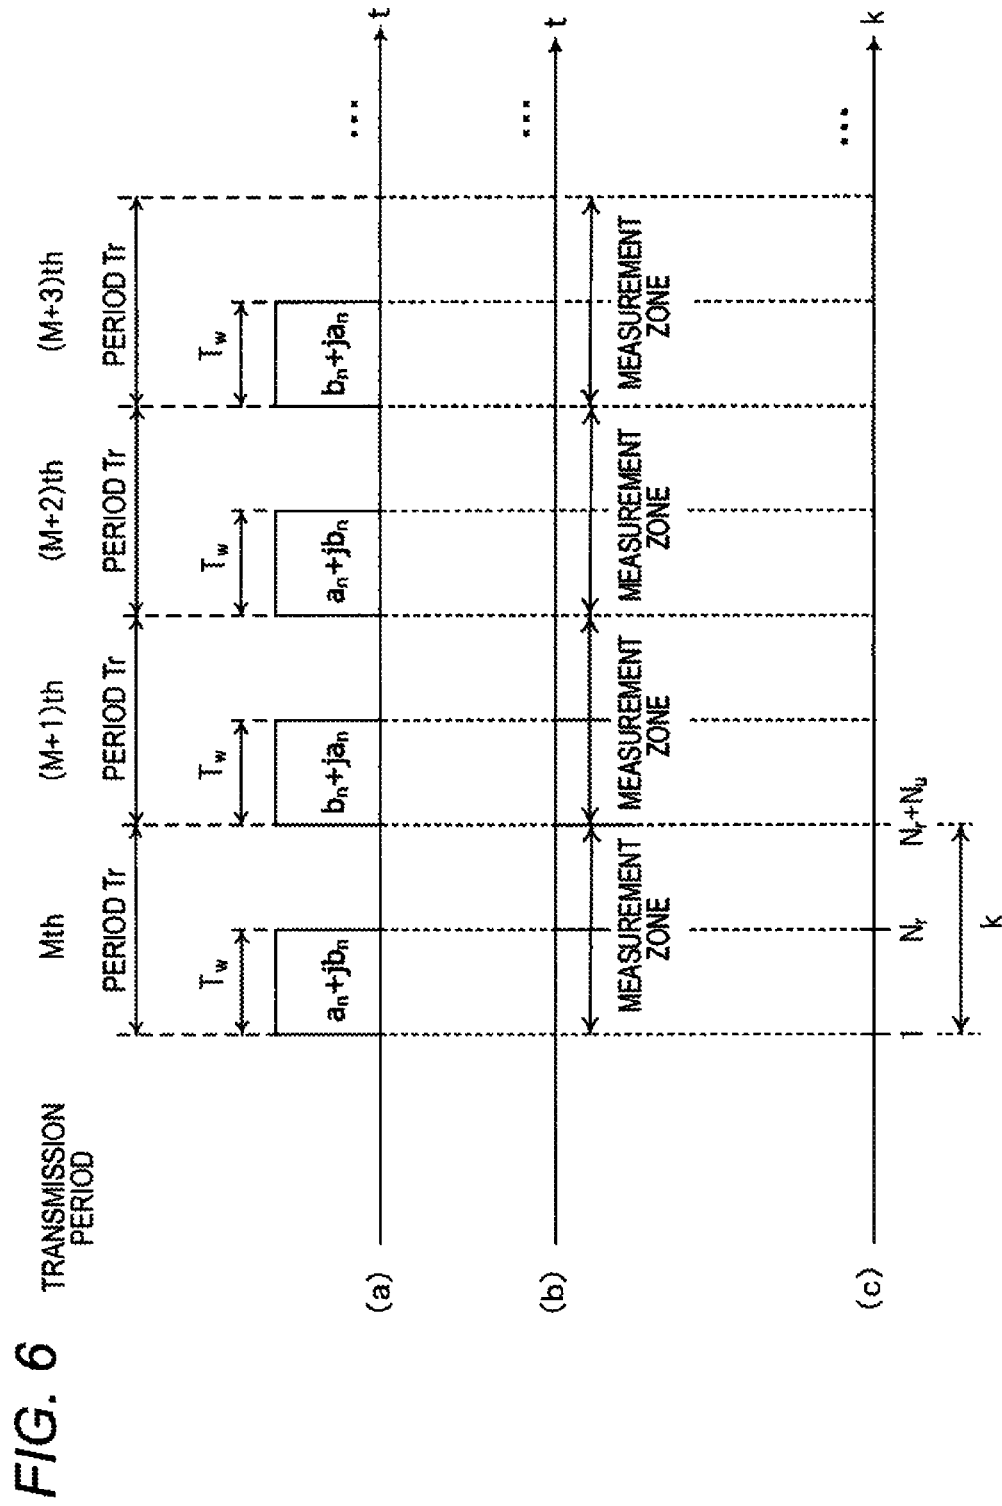 FIG. 6
TRANSMISSION
PERIOD
Mth
(M+1)th
(M+2)th
(M+3)th
PERIOD Tr
PERIOD Tr
PERIOD Tr
PERIOD Tr
Tw
Tw
Tw
Tw
an+jbn
bn+jan
an+jbn
bn+jan
(a)
...
t
(b)
...
t
MEASUREMENT
ZONE
MEASUREMENT
ZONE
MEASUREMENT
ZONE
MEASUREMENT
ZONE
(c)
...
k
1
Nr
Nr+Nu
k